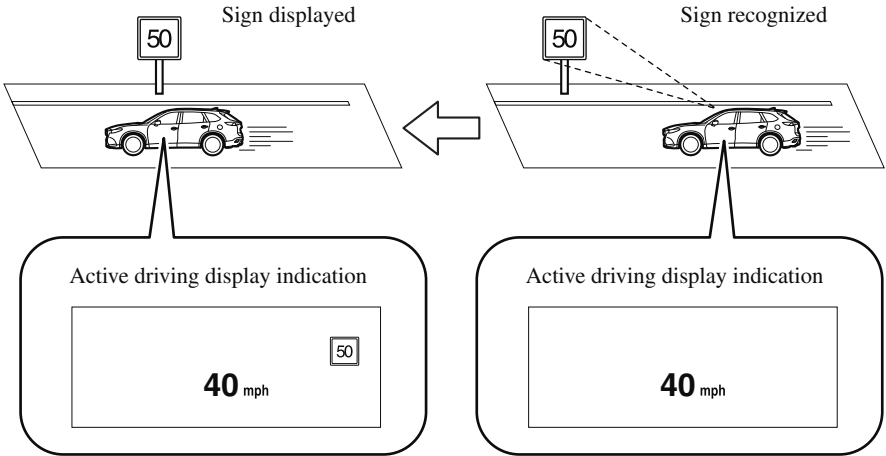 Sign displayed
50
Active driving display indication
50
40 mph
Sign recognized
50
Active driving display indication
40 mph